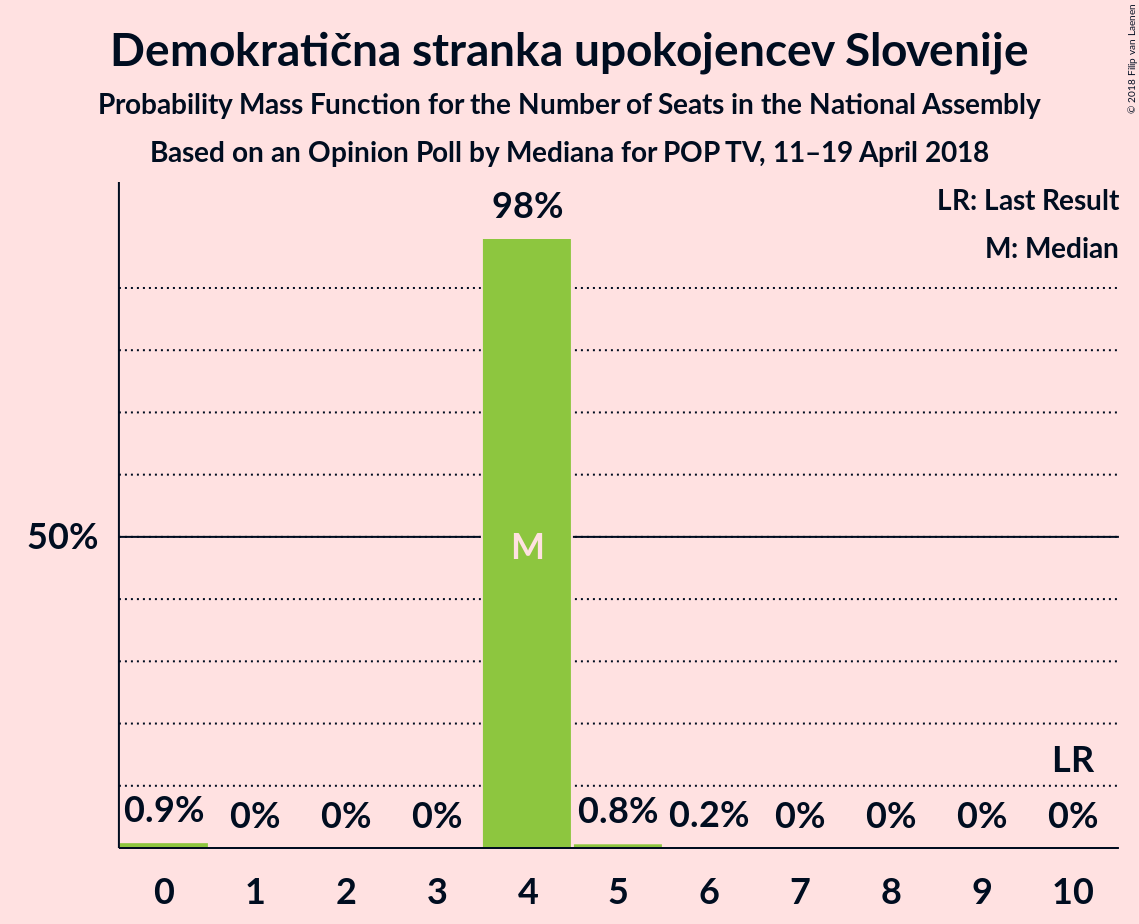 Demokratična stranka upokojencev Slovenije
Probability Mass Function for the Number of Seats in the National Assembly
Based on an Opinion Poll by Mediana for POP TV, 11–19 April 2018
© 2018 Filip van Laenen
LR: Last Result
M: Median
98%
50%
M
LR
0.9% 0% 0% 0% 0.8% 0.2% 0% 0% 0% 0%
0 1 2 3 4 5 6 7 8 9 10